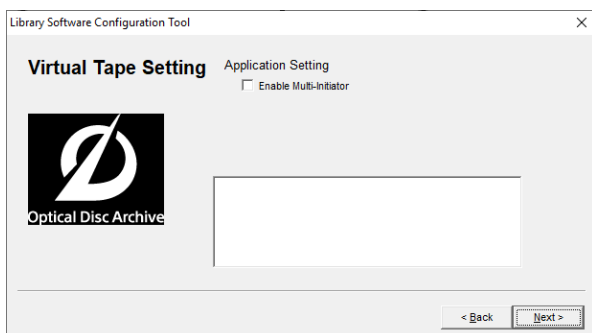 Library Software Configuration Tool
Virtual Tape Setting
Application Setting
Enable Multi-Initiator
Optical Disc Archive
< Back
Next >